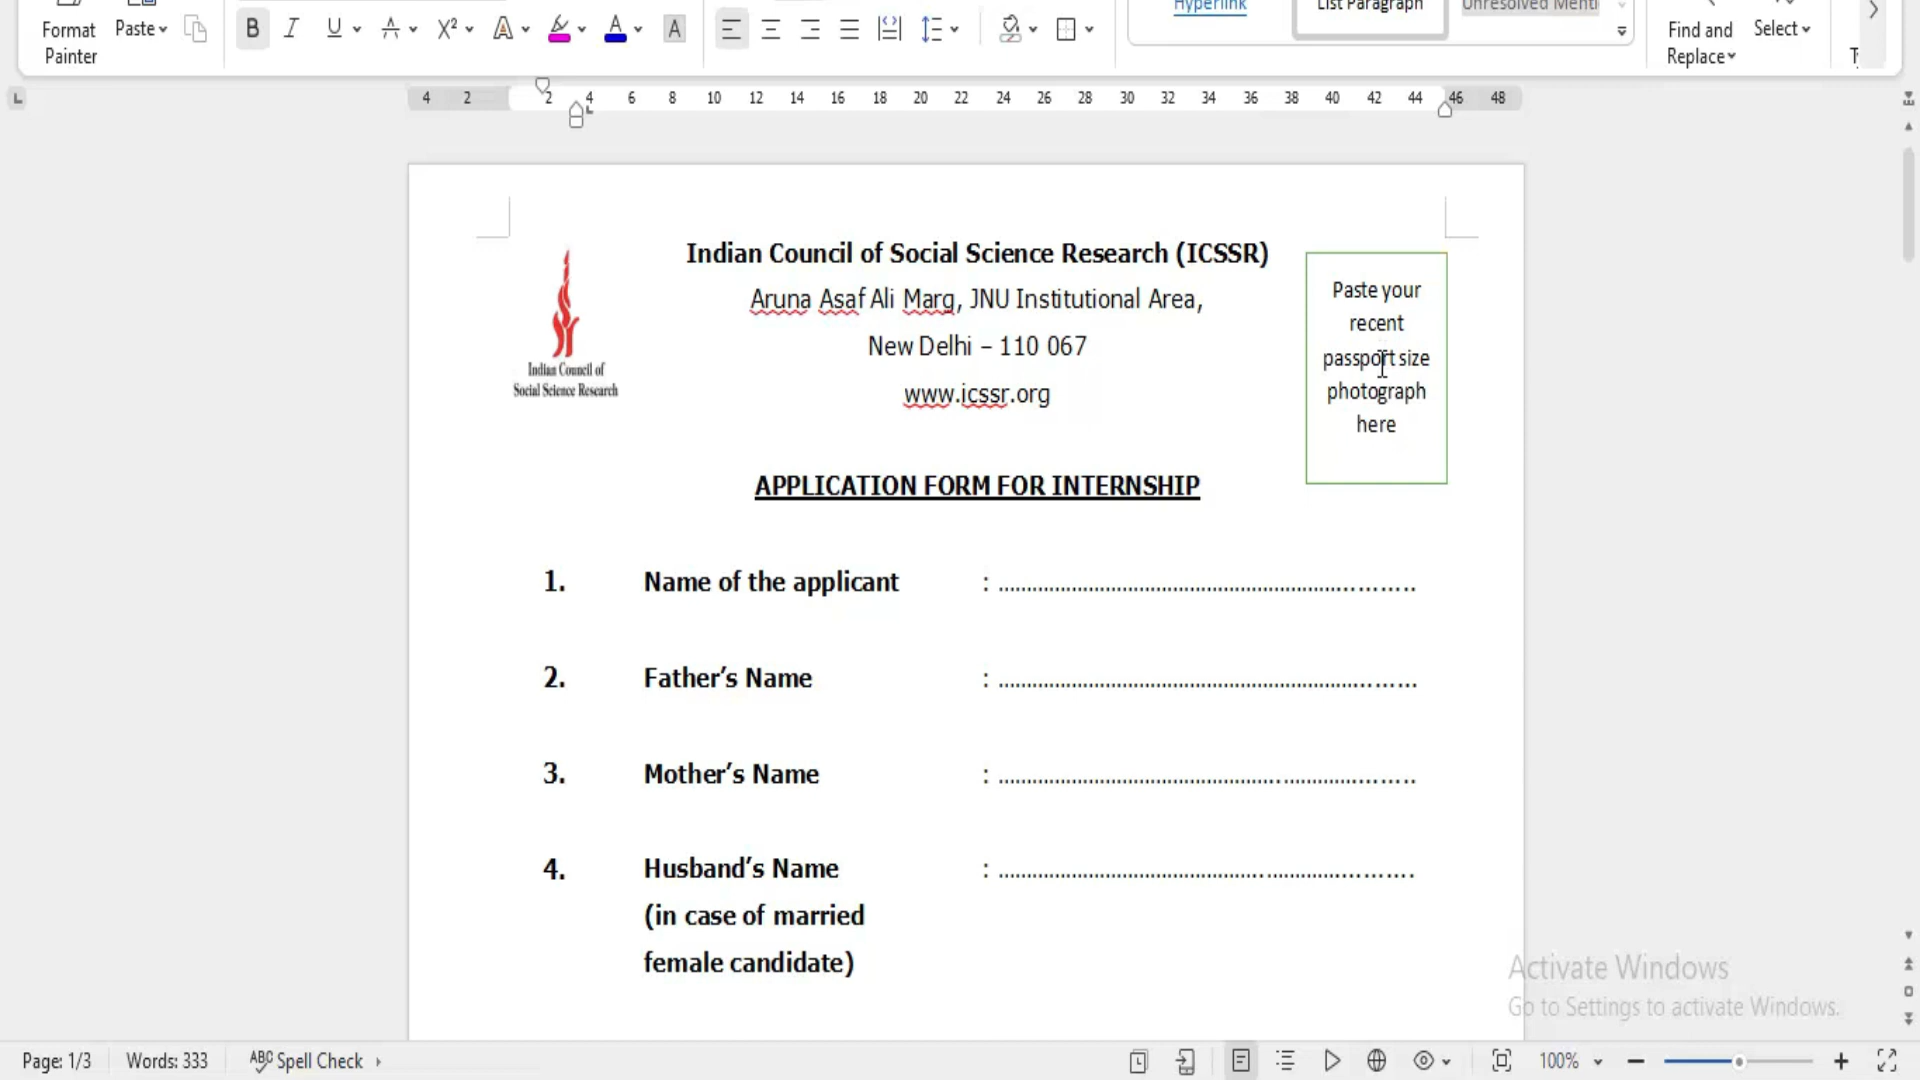 Hyperlink
List Paragraph
Unresolved Menti
Format
Painter
Paste
B I U A X² A A A
Find and
Replace
Select
4 2 2 4 6 8 10 12 14 16 18 20 22 24 26 28 30 32 34 36 38 40 42 44 46 48
Indian Council of
Social Science Research
Indian Council of Social Science Research (ICSSR)
Aruna Asaf Ali Marg, JNU Institutional Area,
New Delhi – 110 067
www.icssr.org
Paste your
recent
passport size
photograph
here
APPLICATION FORM FOR INTERNSHIP
1. Name of the applicant : ……………………………………………………………..
2. Father’s Name : ……………………………………………………………..
3. Mother’s Name : ……………………………………………………………..
4. Husband’s Name : ……………………………………………………………..
(in case of married
female candidate)
Activate Windows
Go to Settings to activate Windows.
Page: 1/3 Words: 333 ABC Spell Check 100%